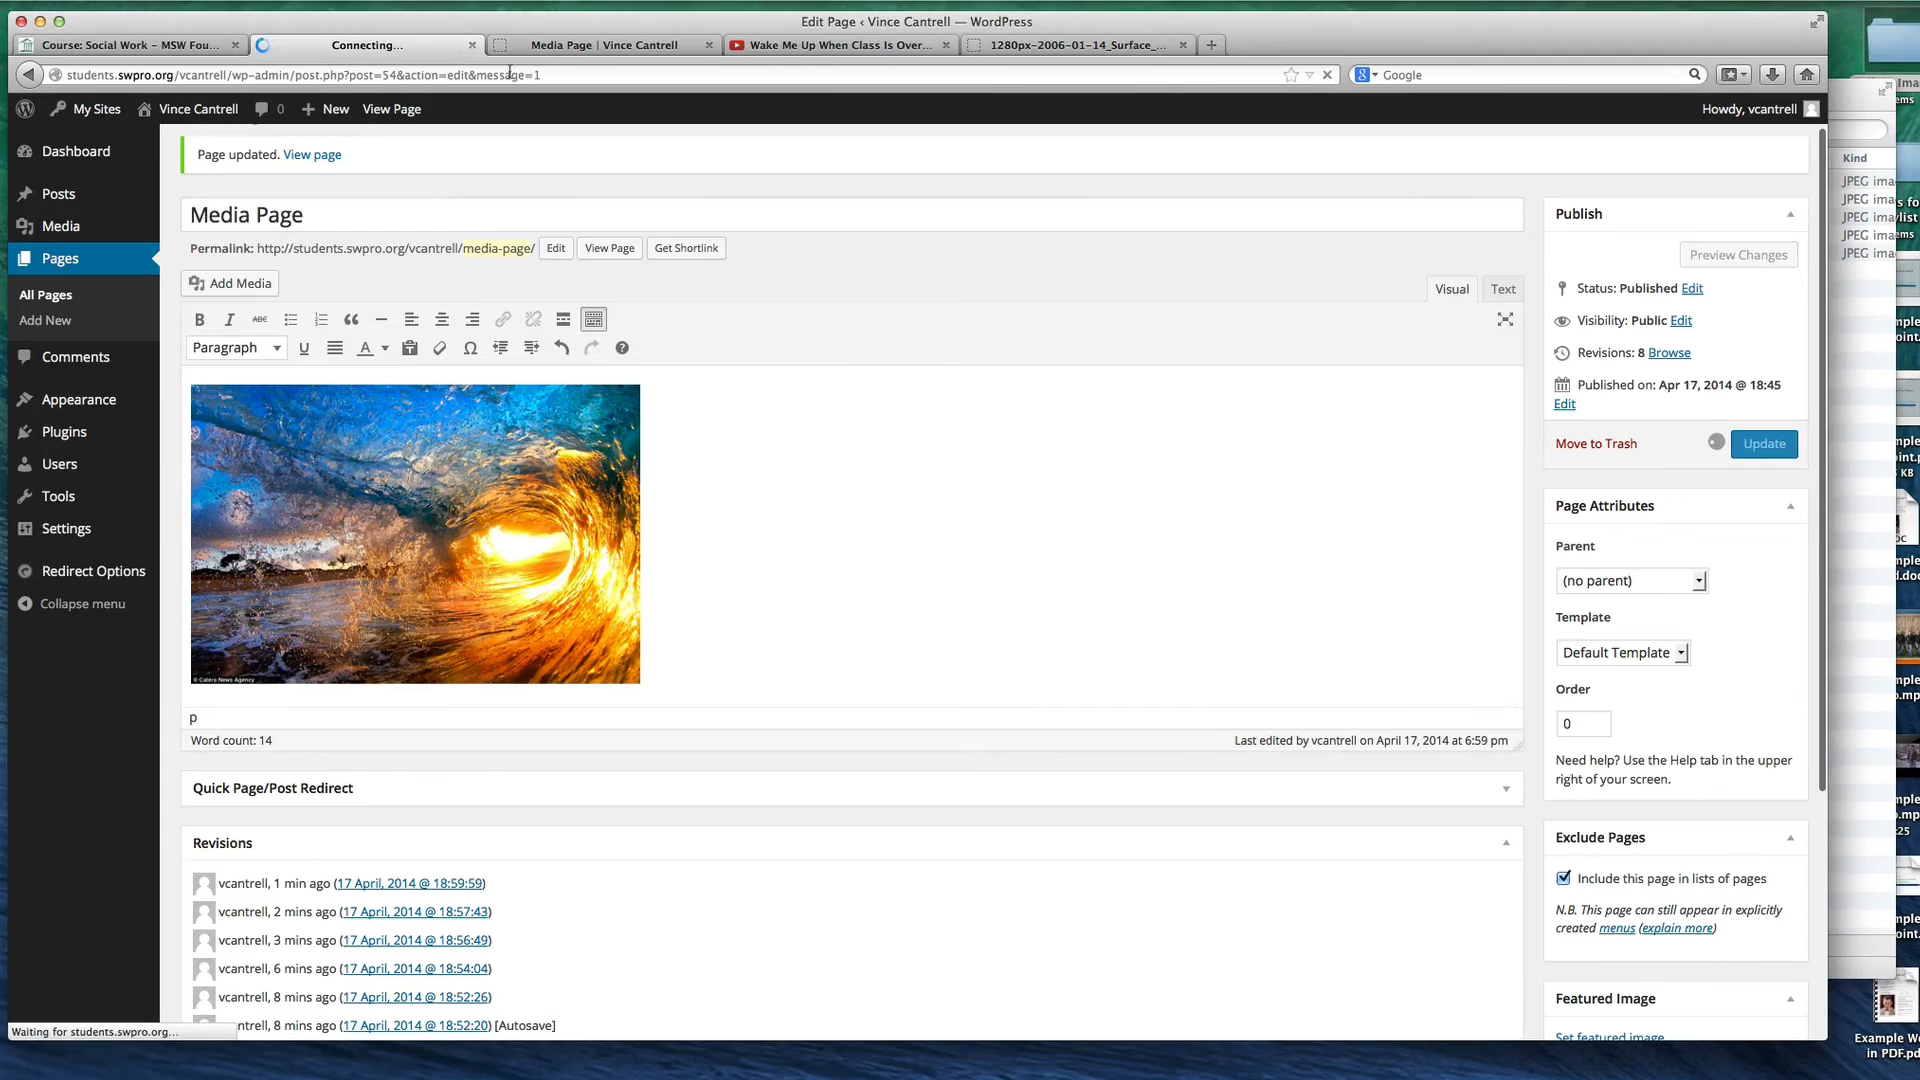 Edit Page ‹ Vince Cantrell — WordPress
Course: Social Work – MSW Fou...
Connecting...
Media Page | Vince Cantrell
Wake Me Up When Class Is Over...
1280px-2006-01-14_Surface_...
students.swpro.org/vcantrell/wp-admin/post.php?post=54&action=edit&message=1
Google
My Sites
Vince Cantrell
0
New
View Page
Howdy, vcantrell
Dashboard
Posts
Media
Pages
All Pages
Add New
Comments
Appearance
Plugins
Users
Tools
Settings
Redirect Options
Collapse menu
Page updated. View page
Media Page
Permalink: http://students.swpro.org/vcantrell/media-page/
Edit
View Page
Get Shortlink
Add Media
Visual
Text
B I ABC
Paragraph
© Caters News Agency
p
Word count: 14
Last edited by vcantrell on April 17, 2014 at 6:59 pm
Quick Page/Post Redirect
Revisions
vcantrell, 1 min ago (17 April, 2014 @ 18:59:59)
vcantrell, 2 mins ago (17 April, 2014 @ 18:57:43)
vcantrell, 3 mins ago (17 April, 2014 @ 18:56:49)
vcantrell, 6 mins ago (17 April, 2014 @ 18:54:04)
vcantrell, 8 mins ago (17 April, 2014 @ 18:52:26)
cntrell, 8 mins ago (17 April, 2014 @ 18:52:20) [Autosave]
Waiting for students.swpro.org...
Publish
Preview Changes
Status: Published Edit
Visibility: Public Edit
Revisions: 8 Browse
Published on: Apr 17, 2014 @ 18:45
Edit
Move to Trash
Update
Page Attributes
Parent
(no parent)
Template
Default Template
Order
0
Need help? Use the Help tab in the upper
right of your screen.
Exclude Pages
Include this page in lists of pages
N.B. This page can still appear in explicitly
created menus (explain more)
Featured Image
Set featured image
Kind
JPEG ima
JPEG ima
JPEG ima
JPEG ima
JPEG ima
Example We
in PDF.pd